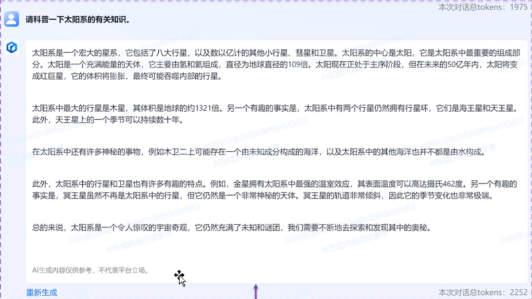 本次对话总tokens：1975
请科普一下太阳系的有关知识。
太阳系是一个宏大的星系，它包括了八大行星，以及数以亿计的其他小行星、彗星和卫星。太阳系的中心是太阳，它是太阳系中最重要的组成部
分。太阳是一个充满能量的天体，它主要由氢和氦组成，直径为地球直径的109倍。太阳现在正处于主序阶段，但在未来的50亿年内，太阳将变
成红巨星，它的体积将膨胀，最终可能吞噬内部的行星。
太阳系中最大的行星是木星，其体积是地球的约1321倍。另一个有趣的事实是，太阳系中有两个行星仍然拥有行星环，它们是海王星和天王星。
此外，天王星上的一个季节可以持续数十年。
在太阳系中还有许多神秘的事物，例如木卫二上可能存在一个由未知成分构成的海洋，以及太阳系中的其他海洋也并不都是由水构成。
此外，太阳系中的行星和卫星也有许多有趣的特点。例如，金星拥有太阳系中最强的温室效应，其表面温度可以高达摄氏462度。另一个有趣的
事实是，冥王星虽然不再是太阳系中的行星，但它仍然是一个非常神秘的天体。冥王星的轨道非常倾斜，因此它的季节变化也非常极端。
总的来说，太阳系是一个令人惊叹的宇宙奇观，它仍然充满了未知和谜团，我们需要不断地去探索和发现其中的奥秘。
AI生成内容仅供参考，不代表平台立场。
重新生成
本次对话总tokens：2252